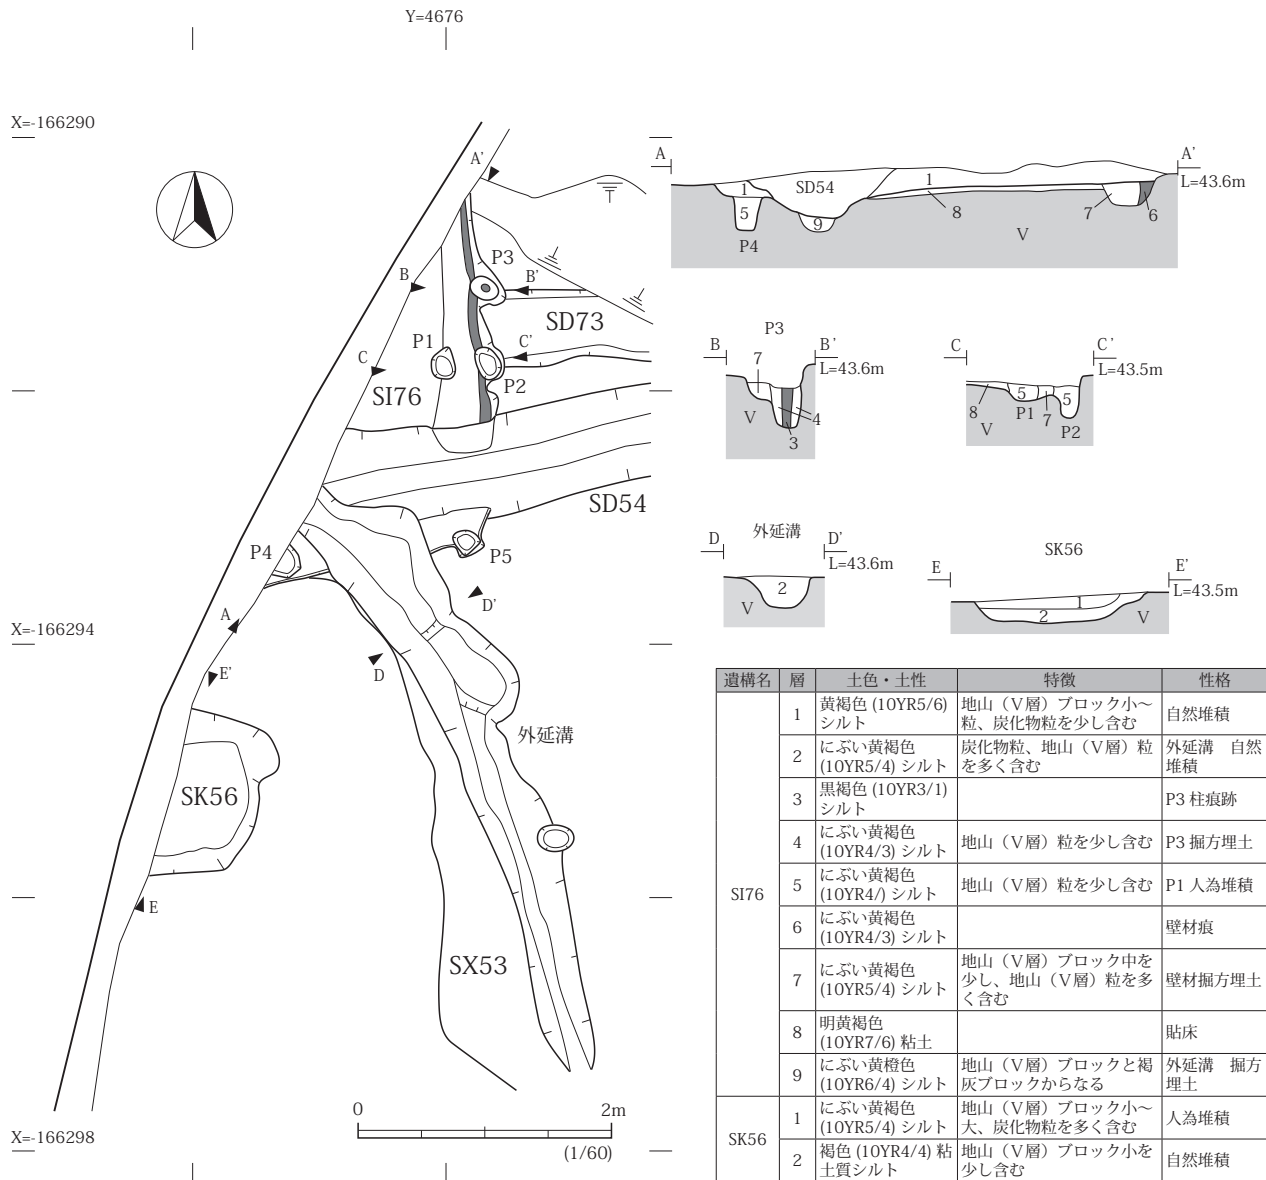 Y=4676
X=-166290
A'
P3
B
B'
SD73
P1
C'
C
P2
SI76
SD54
P4
P5
D'
A
X=-166294
D
E'
外延溝
SK56
E
SX53
0
2m
(1/60)
X=-166298
A
A'
L=43.6m
1
SD54
1
5
9
8
7
6
P4
V
P3
B
B'
L=43.6m
7
V
4
3
C
C'
L=43.5m
8
V
5
P1
7
5
P2
外延溝
D
D'
L=43.6m
2
V
SK56
E
E'
L=43.5m
1
2
V
遺構名 層 土色・土性 特徴 性格
SI76
1 黄褐色 (10YR5/6) シルト 地山（Ⅴ層）ブロック小～粒、炭化物粒を少し含む 自然堆積
2 にぶい黄褐色 (10YR5/4) シルト 炭化物粒、地山（Ⅴ層）粒を多く含む 外延溝　自然堆積
3 黒褐色 (10YR3/1) シルト P3 柱痕跡
4 にぶい黄褐色 (10YR4/3) シルト 地山（Ⅴ層）粒を少し含む P3 掘方埋土
5 にぶい黄褐色 (10YR4/) シルト 地山（Ⅴ層）粒を少し含む P1 人為堆積
6 にぶい黄褐色 (10YR4/3) シルト 壁材痕
7 にぶい黄褐色 (10YR5/4) シルト 地山（Ⅴ層）ブロック中を少し、地山（Ⅴ層）粒を多く含む 壁材掘方埋土
8 明黄褐色 (10YR7/6) 粘土 貼床
9 にぶい黄橙色 (10YR6/4) シルト 地山（Ⅴ層）ブロックと褐灰ブロックからなる 外延溝　掘方埋土
SK56
1 にぶい黄褐色 (10YR5/4) シルト 地山（Ⅴ層）ブロック小～大、炭化物粒を多く含む 人為堆積
2 褐色 (10YR4/4) 粘土質シルト 地山（Ⅴ層）ブロック小を少し含む 自然堆積